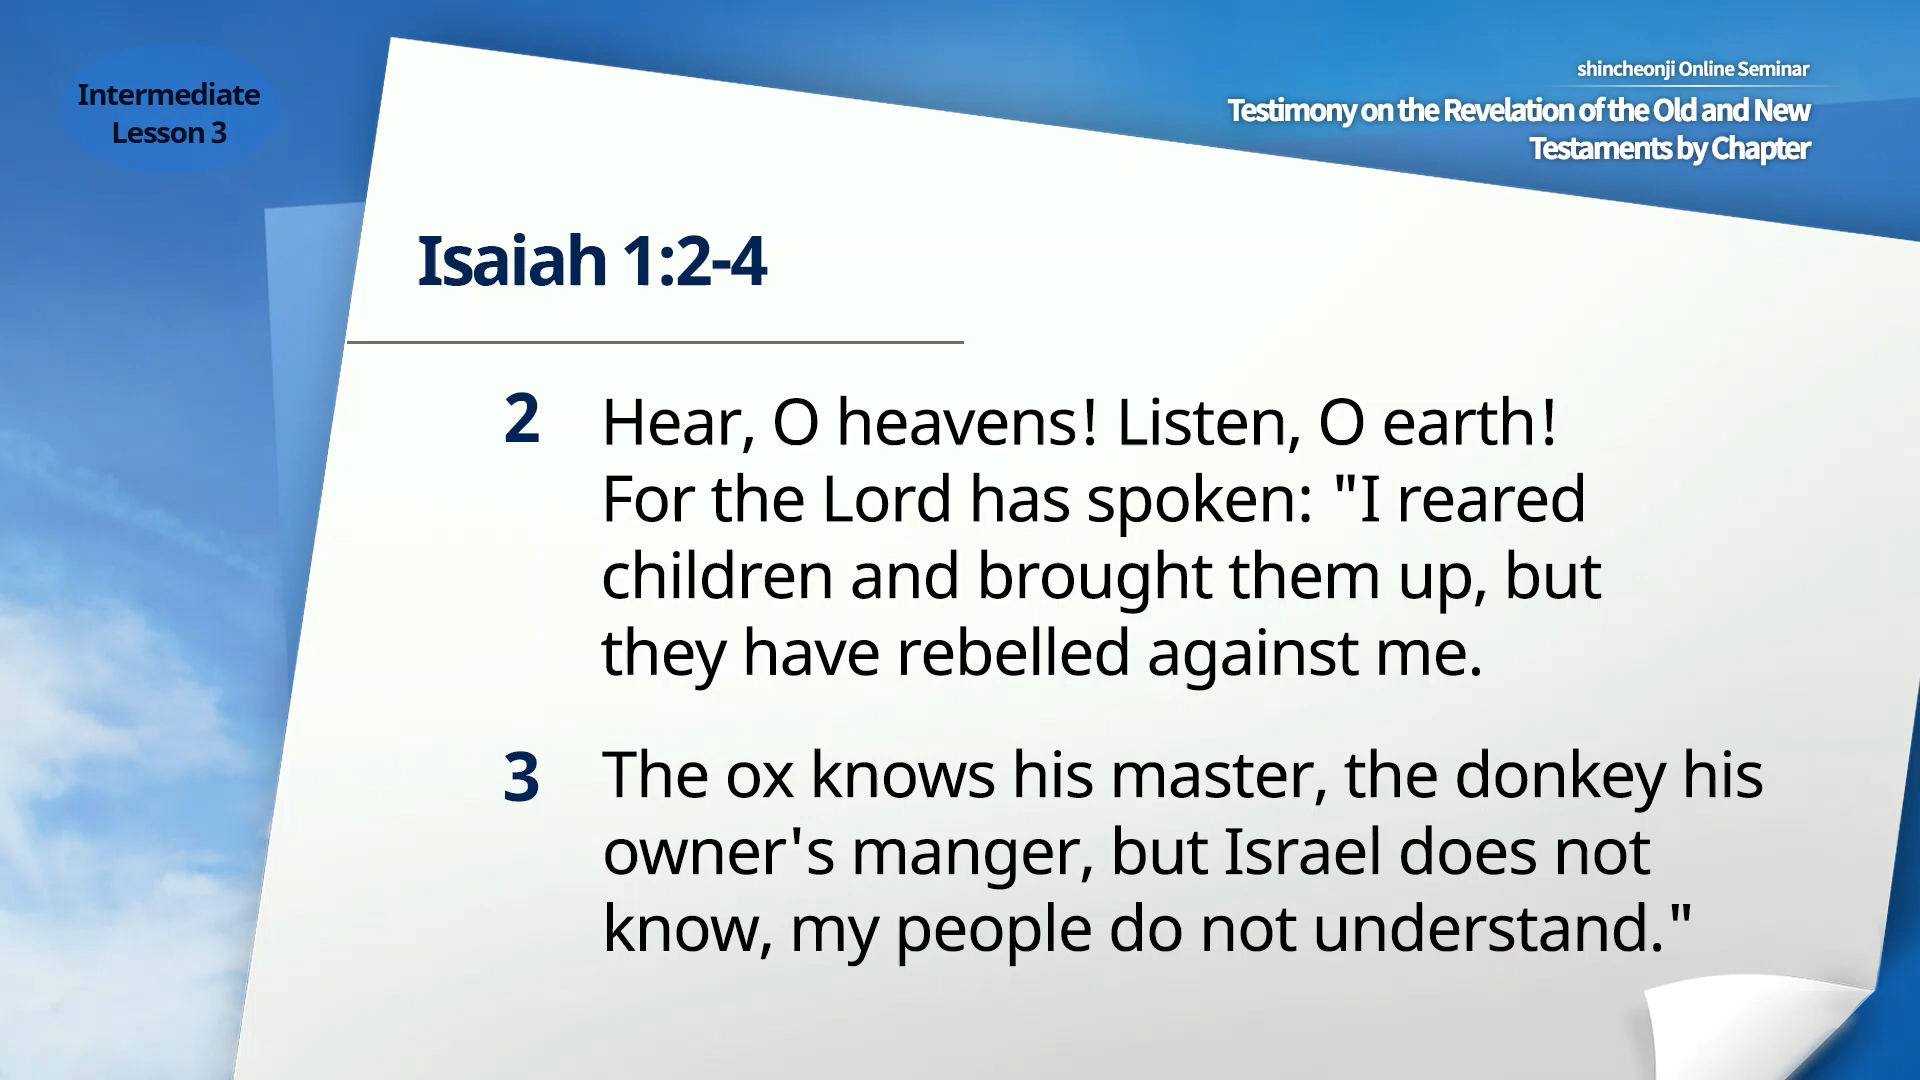 Intermediate
Lesson 3
shincheonji Online Seminar
Testimony on the Revelation of the Old and New
Testaments by Chapter
Isaiah 1:2-4
2 Hear, O heavens! Listen, O earth!
For the Lord has spoken: "I reared
children and brought them up, but
they have rebelled against me.
3 The ox knows his master, the donkey his
owner's manger, but Israel does not
know, my people do not understand."